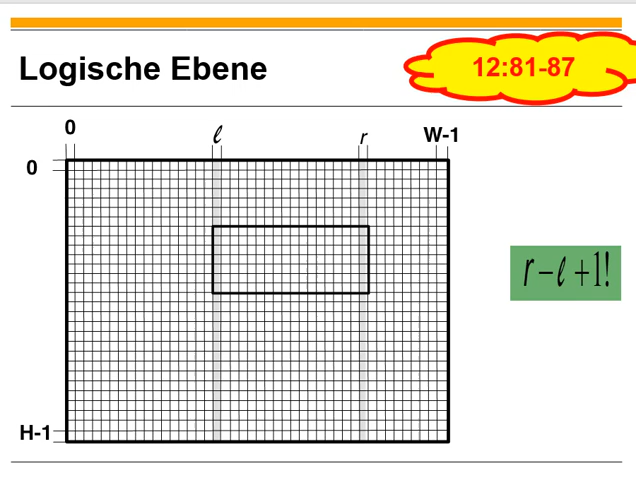 Logische Ebene
12:81-87
0
ℓ
r
W-1
0
r-ℓ+1!
H-1